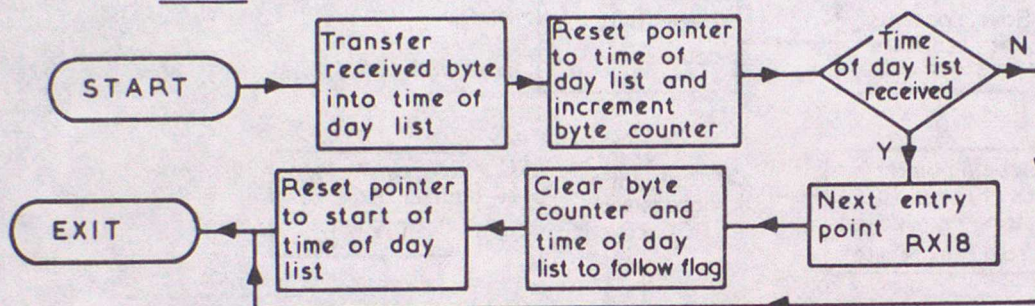 START
Transfer
received byte
into time of
day list
Reset pointer
to time of
day list and
increment
byte counter
Time
of day list
received
N
Y
EXIT
Reset pointer
to start of
time of day
list
Clear byte
counter and
time of day
list to follow flag
Next entry
point RX18